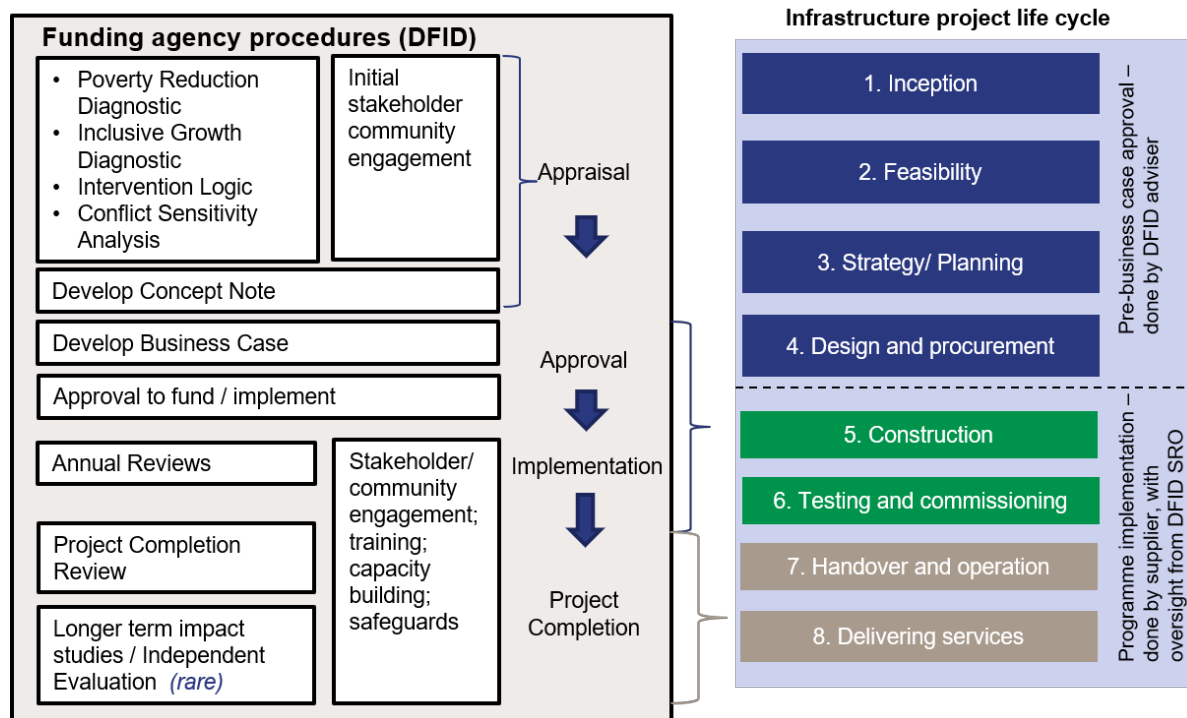 Funding agency procedures (DFID)
• Poverty Reduction
Diagnostic
• Inclusive Growth
Diagnostic
• Intervention Logic
• Conflict Sensitivity
Analysis
Initial
stakeholder
community
engagement
Develop Concept Note
Develop Business Case
Approval to fund / implement
Annual Reviews
Project Completion
Review
Longer term impact
studies / Independent
Evaluation (rare)
Stakeholder/
community
engagement;
training;
capacity
building;
safeguards
Appraisal
Approval
Implementation
Project
Completion
Infrastructure project life cycle
1. Inception
2. Feasibility
3. Strategy/ Planning
4. Design and procurement
5. Construction
6. Testing and commissioning
7. Handover and operation
8. Delivering services
Pre-business case approval –
done by DFID adviser
Programme implementation –
done by supplier, with
oversight from DFID SRO